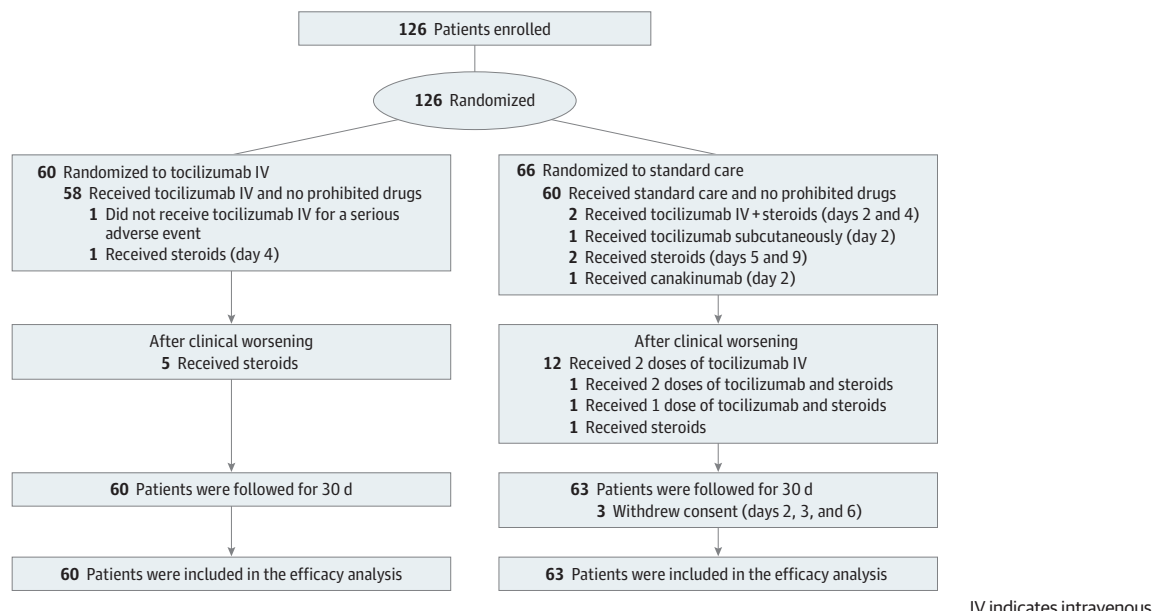 126 Patients enrolled
126 Randomized
60 Randomized to tocilizumab IV
58 Received tocilizumab IV and no prohibited drugs
1 Did not receive tocilizumab IV for a serious
adverse event
1 Received steroids (day 4)
66 Randomized to standard care
60 Received standard care and no prohibited drugs
2 Received tocilizumab IV + steroids (days 2 and 4)
1 Received tocilizumab subcutaneously (day 2)
2 Received steroids (days 5 and 9)
1 Received canakinumab (day 2)
After clinical worsening
5 Received steroids
After clinical worsening
12 Received 2 doses of tocilizumab IV
1 Received 2 doses of tocilizumab and steroids
1 Received 1 dose of tocilizumab and steroids
1 Received steroids
60 Patients were followed for 30 d
63 Patients were followed for 30 d
3 Withdrew consent (days 2, 3, and 6)
60 Patients were included in the efficacy analysis
63 Patients were included in the efficacy analysis
IV indicates intravenous